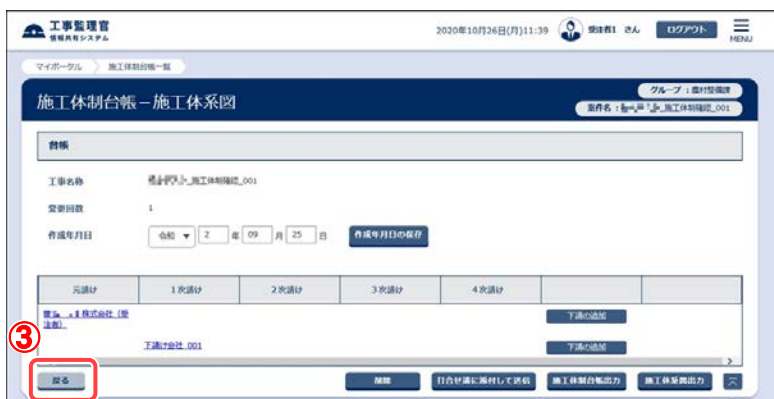 工事監理官
情報共有システム
2020年10月26日(月)11:39
受注者1 さん
ログアウト
MENU
マイポータル
施工体制台帳一覧
施工体制台帳－施工体系図
グループ：農村整備課
案件名：
_施工体制確認_001
台帳
工事名称
_施工体制確認_001
変更回数
1
作成年月日
令和 ▼ 2 年 09 月 25 日
作成年月日の保存
元請け 1次請け 2次請け 3次請け 4次請け
株式会社（受注者）
下請の追加
下請け会社_001
下請の追加
③
戻る
削除
打合せ簿に添付して送信
施工体制台帳出力
施工体系図出力